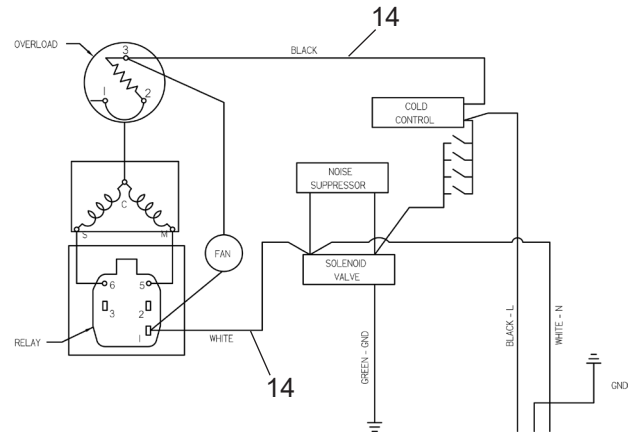 14
OVERLOAD
3
BLACK
1
2
COLD
CONTROL
NOISE
SUPPRESSOR
C
S
M
FAN
SOLENOID
VALVE
6
5
3
2
1
RELAY
WHITE
14
GREEN - GND
BLACK - L
WHITE - N
GND